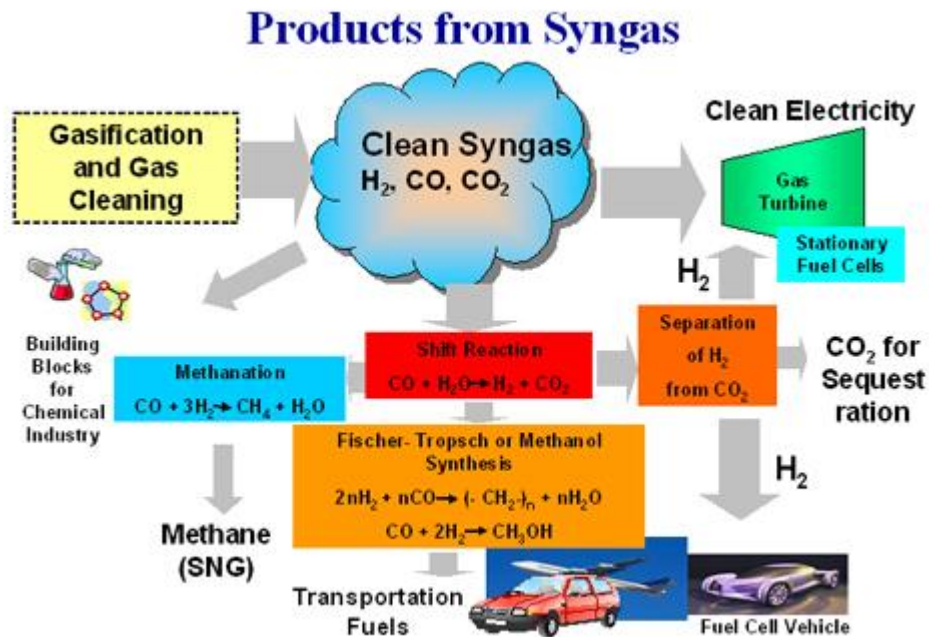 Products from Syngas
Gasification
and Gas
Cleaning
Clean Syngas
H₂, CO, CO₂
Clean Electricity
Gas
Turbine
Stationary
Fuel Cells
H₂
Building
Blocks
for
Chemical
Industry
Methanation
CO + 3H₂→CH₄ + H₂O
Shift Reaction
CO + H₂O→H₂ + CO₂
Separation
of H₂
from CO₂
CO₂ for
Sequest
ration
Fischer- Tropsch or Methanol
Synthesis
2nH₂ + nCO→(- CH₂-)ₙ + nH₂O
CO + 2H₂→CH₃OH
H₂
Methane
(SNG)
Transportation
Fuels
Fuel Cell Vehicle